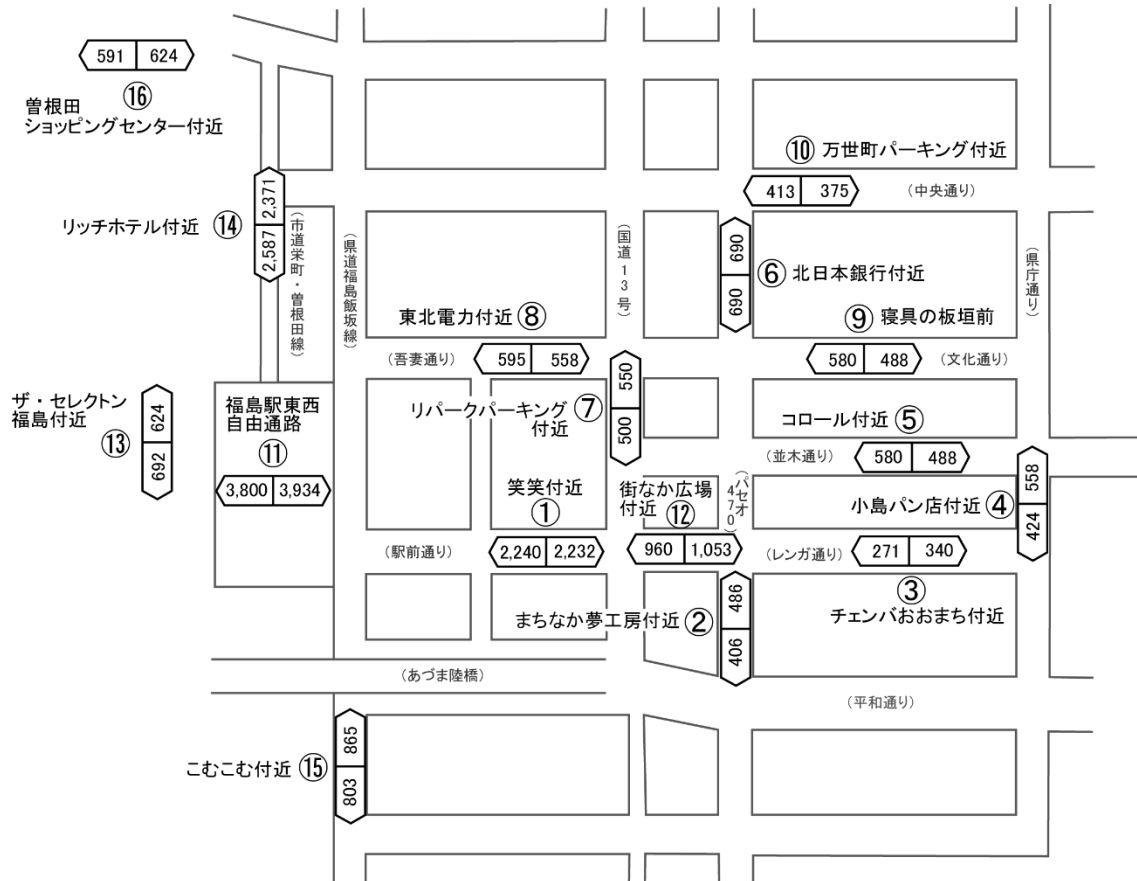 591 624
⑯
曽根田
ショッピングセンター付近
⑩ 万世町パーキング付近
413 375
(中央通り)
リッチホテル付近 ⑭
2,371
2,587
(市道栄町・曽根田線)
(県道福島飯坂線)
(国道13号)
690
690
⑥ 北日本銀行付近
(県庁通り)
東北電力付近 ⑧
⑨ 寝具の板垣前
(吾妻通り)
595 558
580 488
(文化通り)
ザ・セレクトン
福島付近
⑬
624
692
福島駅東西
自由通路
⑪
3,800 3,934
リパークパーキング ⑦
付近
550
500
コロール付近 ⑤
(並木通り)
580 488
笑笑付近
①
街なか広場
付近 ⑫
(パセオ470)
小島パン店付近 ④
558
424
(駅前通り)
2,240 2,232
960 1,053
(レンガ通り)
271 340
③
チェンバおおまち付近
まちなか夢工房付近 ②
486
406
(あづま陸橋)
(平和通り)
こむこむ付近 ⑮
865
803